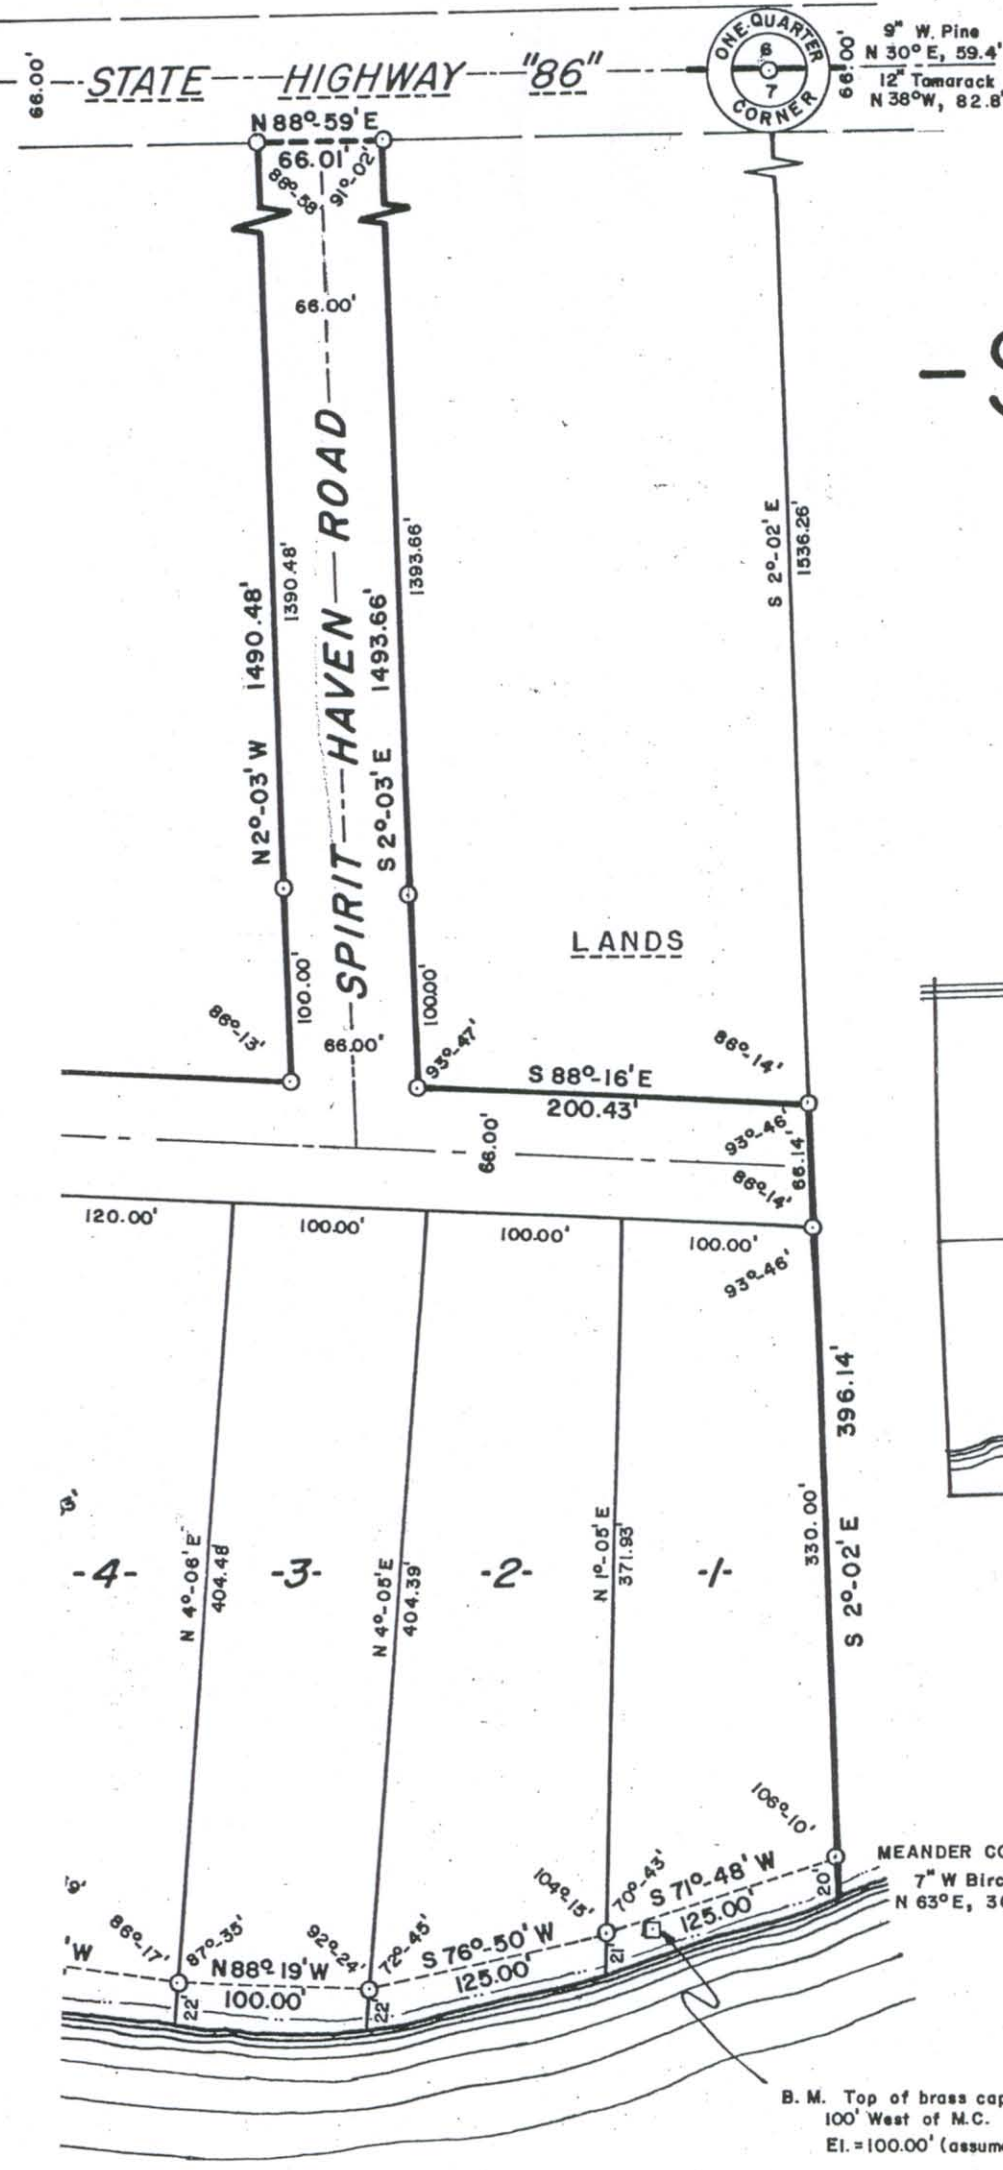 66.00'
STATE HIGHWAY "86"
ONE-QUARTER
6
7
CORNER
66.00'
9" W. Pine
N 30° E, 59.4'
12" Tamarack
N 38° W, 82.8'
N 88°-59' E
66.01'
88°-58'
91°-02'
66.00'
SPIRIT HAVEN ROAD
1390.48'
N 2°-03' W 1490.48'
1393.66'
S 2°-03' E 1493.66'
S 2°-02' E
1536.26'
LANDS
100.00'
100.00'
86°-13'
66.00'
93°-47'
S 88°-16' E
200.43'
86°-14'
93°-46'
66.14'
86°-14'
66.00'
120.00'
100.00'
100.00'
100.00'
93°-46'
396.14'
330.00'
S 2°-02' E
N 4°-06' E
404.48'
N 4°-05' E
404.39'
N 1°-05' E
371.93'
-4-
-3-
-2-
-1-
106°-10'
MEANDER
7" W
N 63° E,
20'
S 71°-48' W
125.00'
70°-43'
104°-15'
21'
S 76°-50' W
125.00'
72°-45'
92°-24'
22'
N 88°-19' W
100.00'
87°-35'
86°-17'
22'
'W
B. M. Top of brass
100' West of M.C.
El. = 100.00'